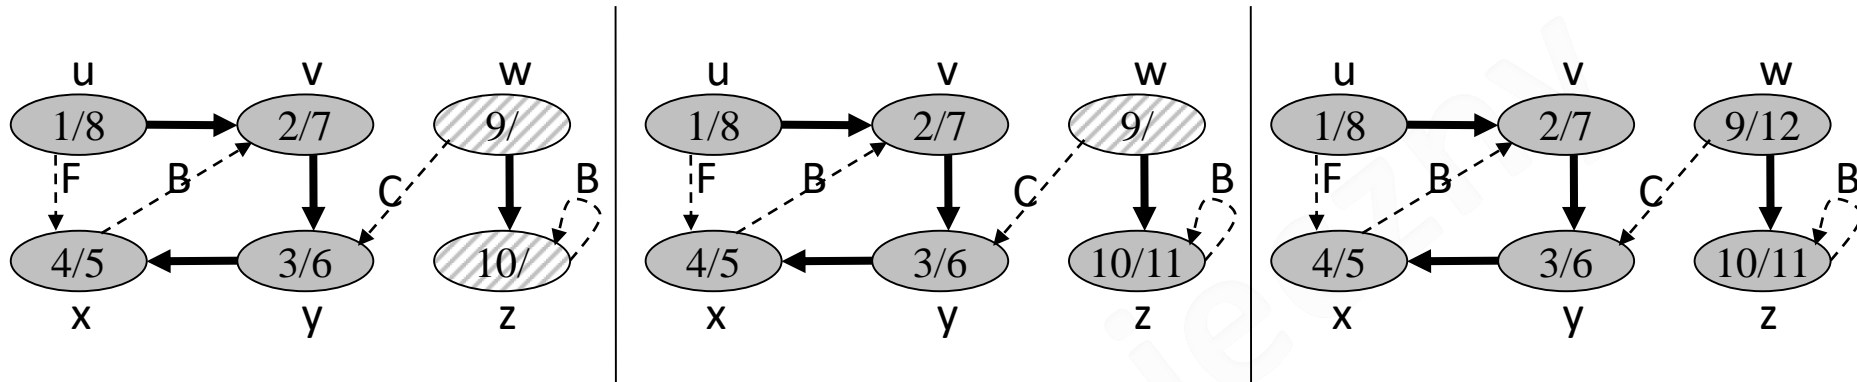 u v w
1/8 2/7 9/
F B C B
4/5 3/6 10/
x y z
u v w
1/8 2/7 9/
F B C B
4/5 3/6 10/11
x y z
u v w
1/8 2/7 9/12
F B C B
4/5 3/6 10/11
x y z